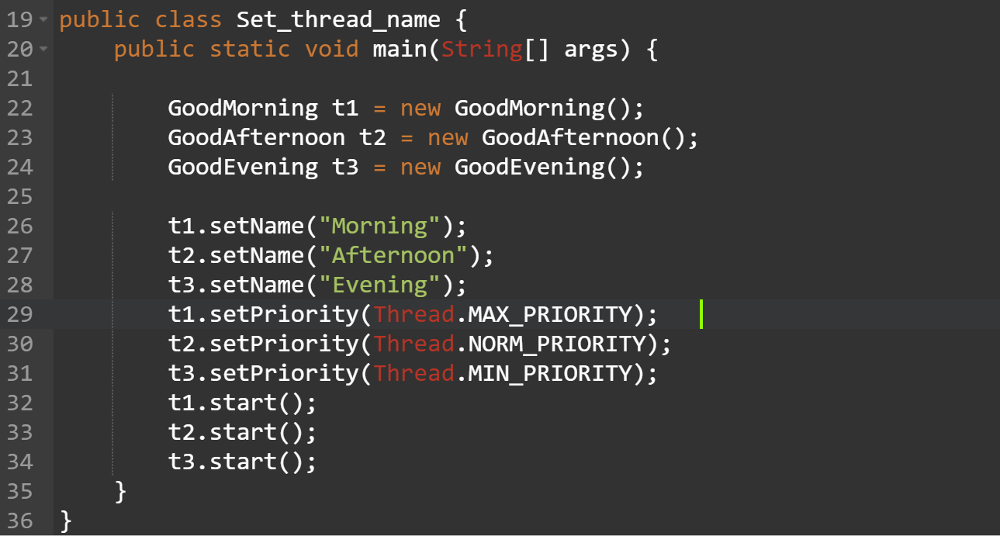 19 public class Set_thread_name {
20     public static void main(String[] args) {
21
22         GoodMorning t1 = new GoodMorning();
23         GoodAfternoon t2 = new GoodAfternoon();
24         GoodEvening t3 = new GoodEvening();
25
26         t1.setName("Morning");
27         t2.setName("Afternoon");
28         t3.setName("Evening");
29         t1.setPriority(Thread.MAX_PRIORITY);
30         t2.setPriority(Thread.NORM_PRIORITY);
31         t3.setPriority(Thread.MIN_PRIORITY);
32         t1.start();
33         t2.start();
34         t3.start();
35     }
36 }